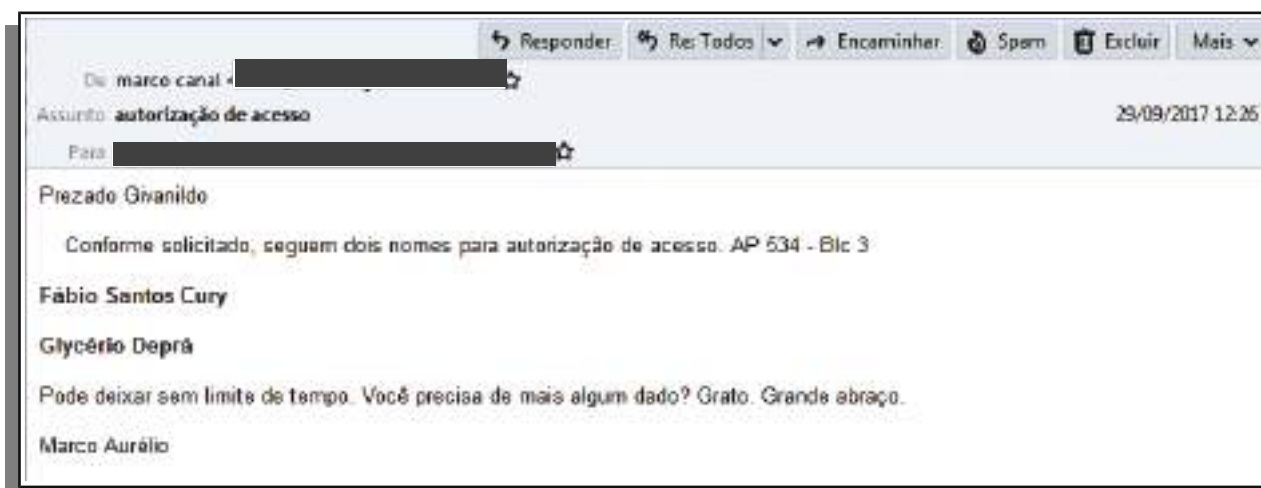 Responder Re: Todos Encaminhar Spam Excluir Mais
De marco canal <
Assunto autorização de acesso 29/09/2017 12:26
Para
Prezado Givanildo
Conforme solicitado, seguem dois nomes para autorização de acesso. AP 534 - Blc 3
Fábio Santos Cury
Glycério Deprá
Pode deixar sem limite de tempo. Você precisa de mais algum dado? Grato. Grande abraço.
Marco Aurélio